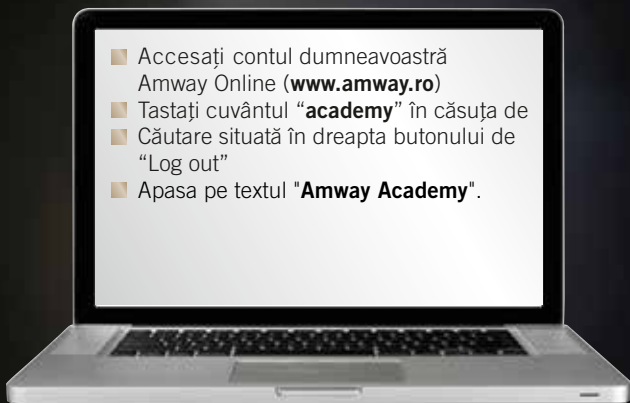 Accesați contul dumneavoastră
Amway Online (www.amway.ro)
Tastați cuvântul “academy” în căsuța de
Căutare situată în dreapta butonului de
“Log out”
Apasa pe textul "Amway Academy".